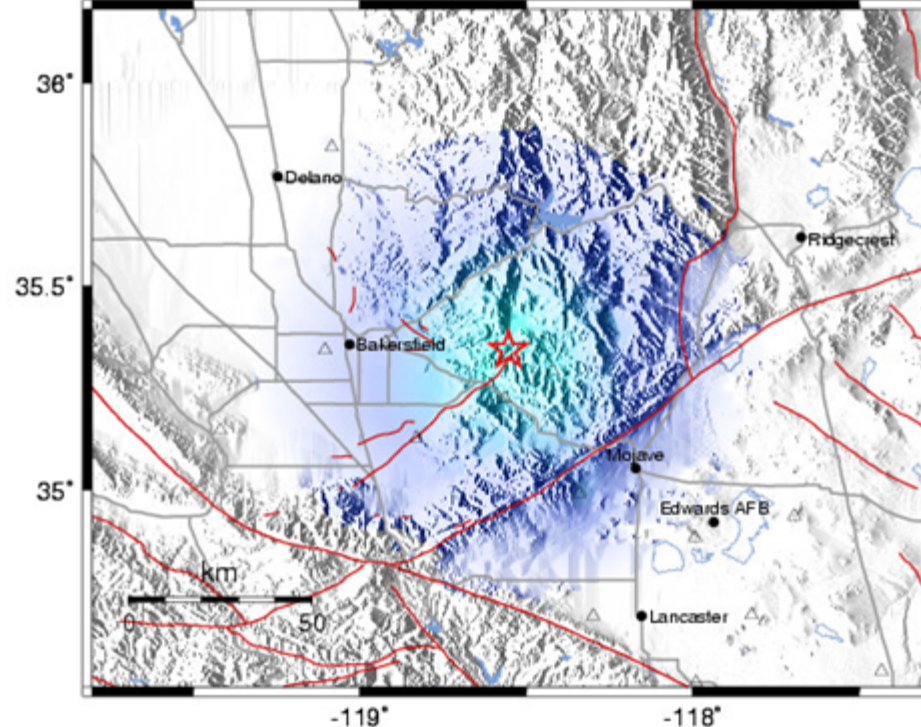 36°
Delano
Ridgecrest
35.5°
Bakersfield
Mojave
35°
Edwards AFB
km
0 50
Lancaster
-119° -118°